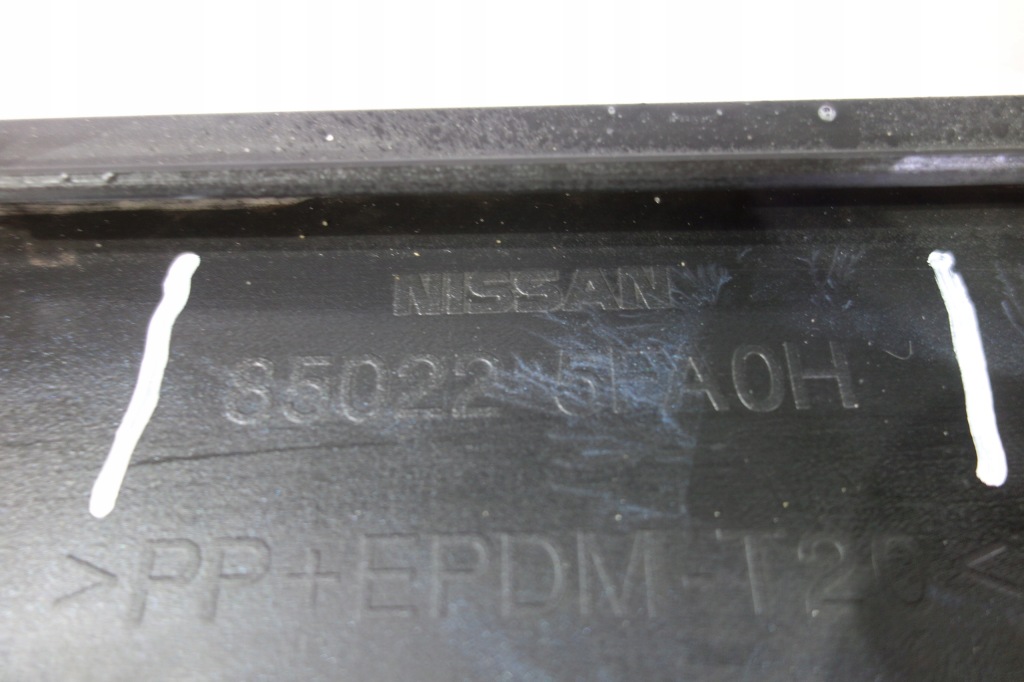 NISSAN
85022 5FA0H
>PP+EPDM-T20<